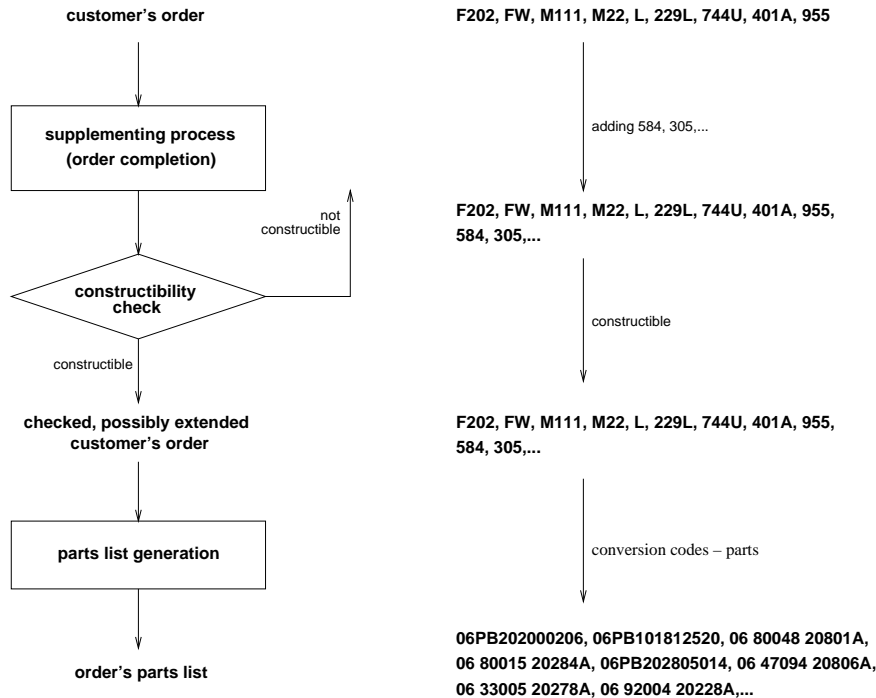 customer's order
supplementing process
(order completion)
not
constructible
constructibility
check
constructible
checked, possibly extended
customer's order
parts list generation
order's parts list
F202, FW, M111, M22, L, 229L, 744U, 401A, 955
adding 584, 305,...
F202, FW, M111, M22, L, 229L, 744U, 401A, 955,
584, 305,...
constructible
F202, FW, M111, M22, L, 229L, 744U, 401A, 955,
584, 305,...
conversion codes – parts
06PB202000206, 06PB101812520, 06 80048 20801A,
06 80015 20284A, 06PB202805014, 06 47094 20806A,
06 33005 20278A, 06 92004 20228A,...